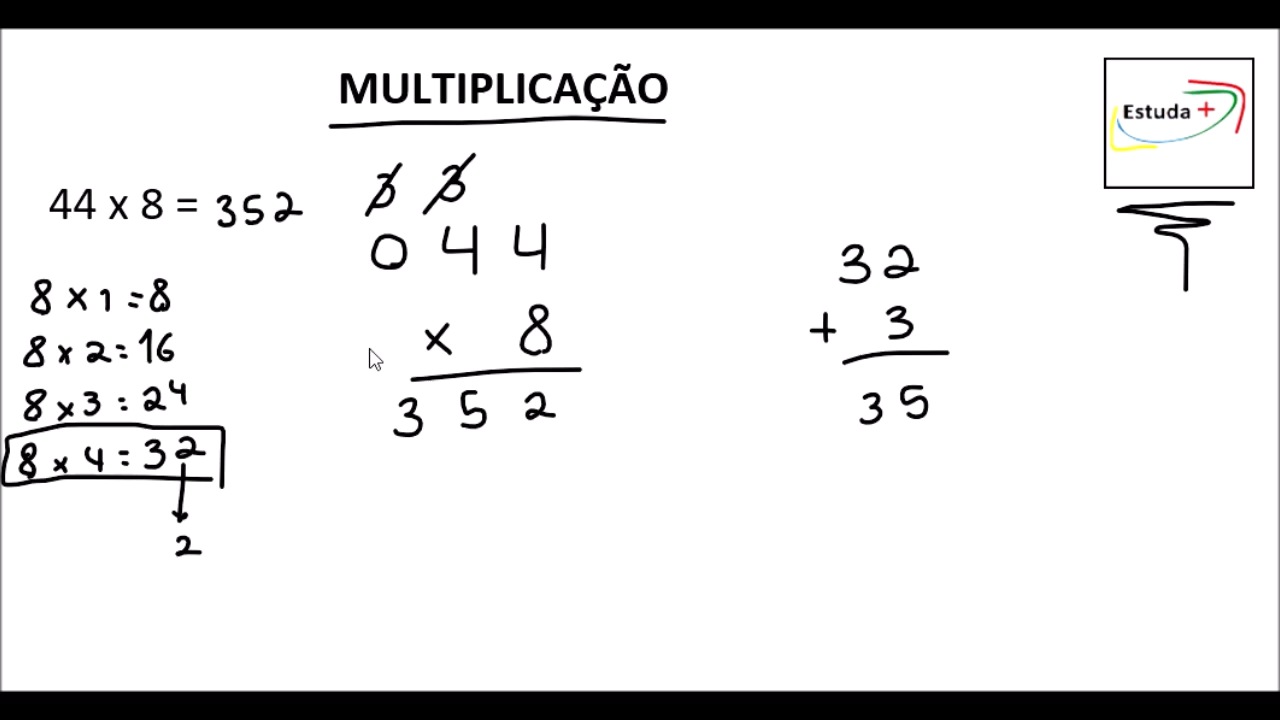 MULTIPLICAÇÃO
Estuda +
44 x 8 = 352
8 x 1 = 8
8 x 2 = 16
8 x 3 = 24
8 x 4 = 32
2
3 3
0 4 4
x 8
3 5 2
32
+ 3
35